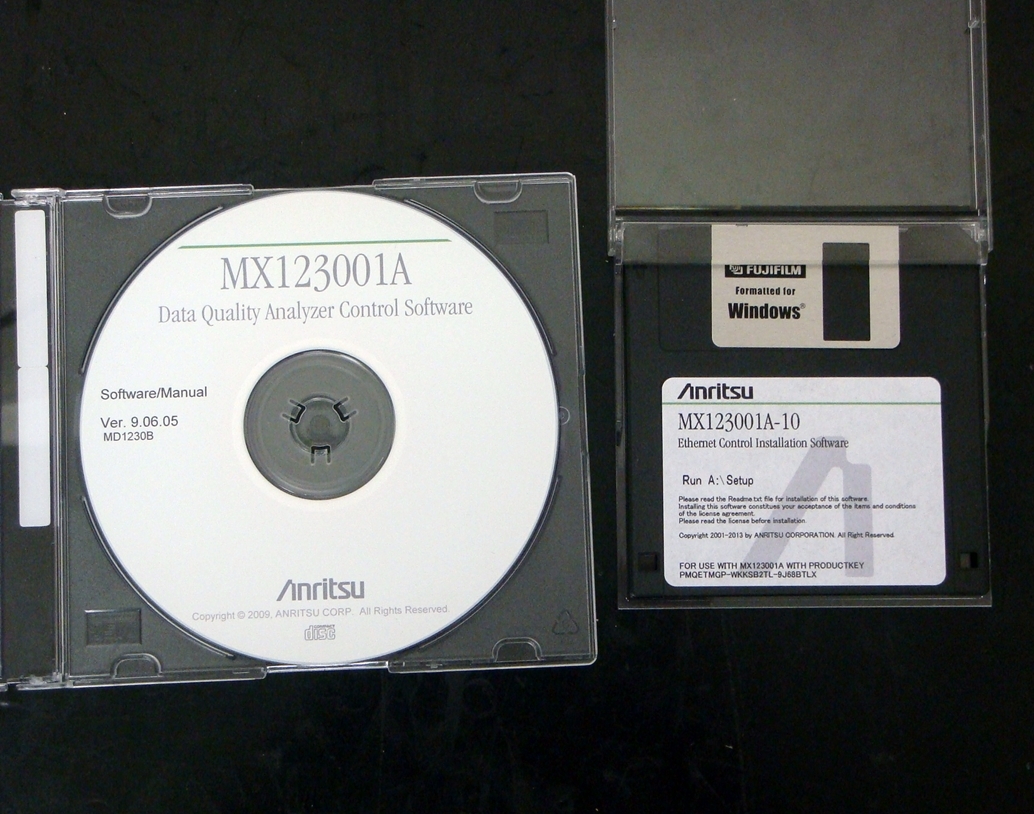 MX123001A
Data Quality Analyzer Control Software
Software/Manual
Ver. 9.06.05
MD1230B
Anritsu
Copyright © 2009, ANRITSU CORP. All Rights Reserved.
COMPACT
disc
FUJIFILM
Formatted for
Windows®
Anritsu
MX123001A-10
Ethernet Control Installation Software
Run A:\Setup
Please read the Readme.txt file for installation of this software.
Installing this software constitutes your acceptance of the items and conditions
of the license agreement.
Please read the license before installation.
Copyright 2001-2013 by ANRITSU CORPORATION. All Right Reserved.
FOR USE WITH MX123001A WITH PRODUCTKEY
PMQETMGP-WKKSB2TL-9J68BTLX